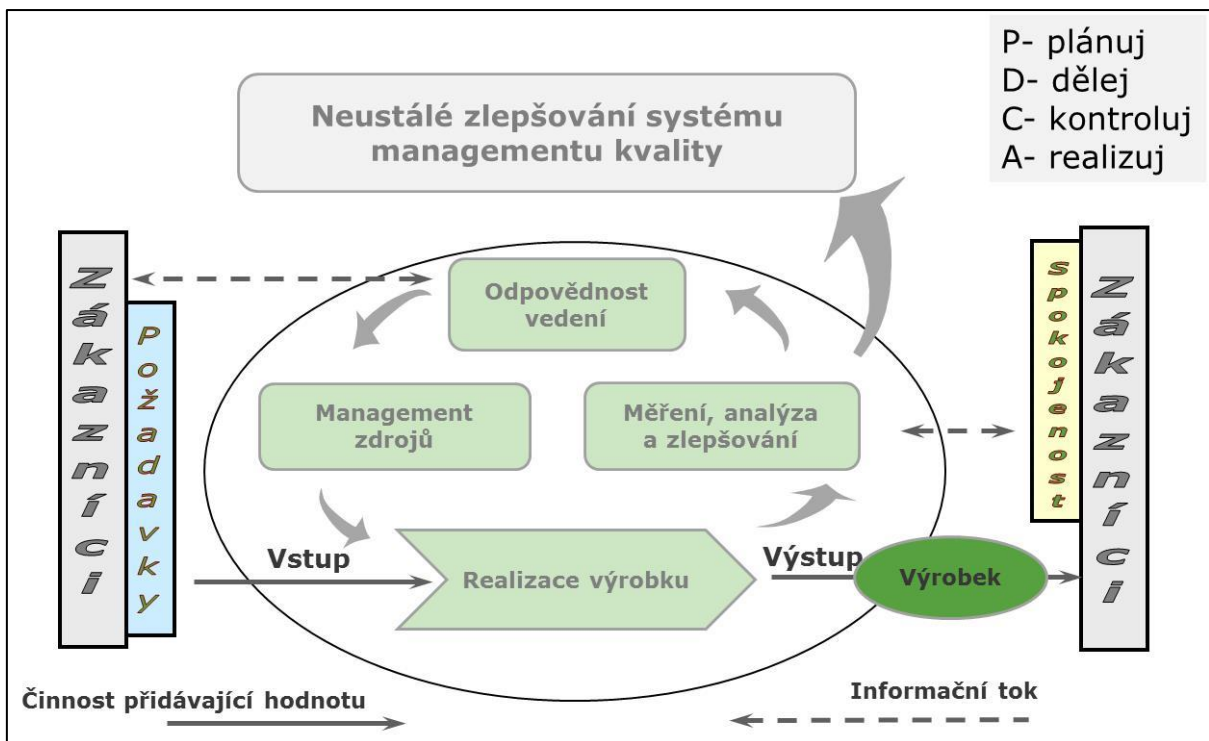 P- plánuj
D- dělej
C- kontroluj
A- realizuj
Neustálé zlepšování systému
managementu kvality
Zákazníci
Požadavky
Odpovědnost
vedení
Management
zdrojů
Měření, analýza
a zlepšování
Spokojenost
Zákazníci
Vstup
Realizace výrobku
Výstup
Výrobek
Činnost přidávající hodnotu
Informační tok